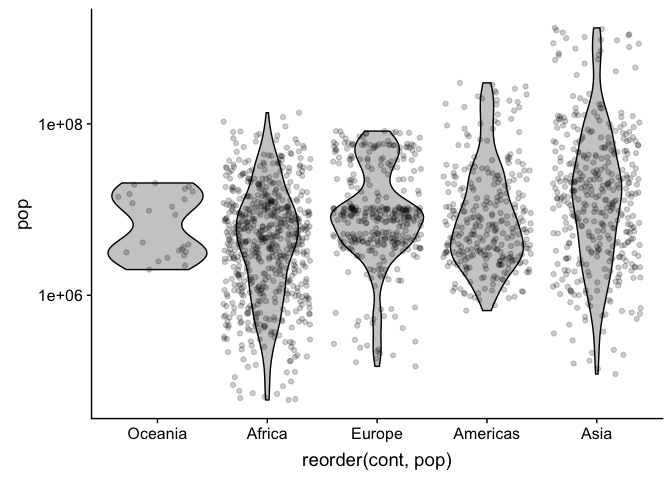 pop
1e+08
1e+06
Oceania Africa Europe Americas Asia
reorder(cont, pop)